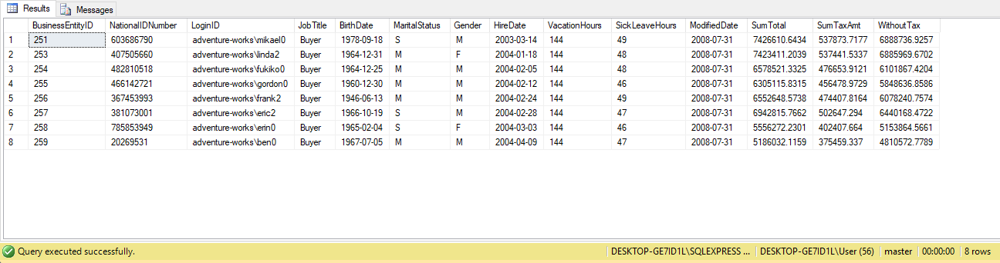 Results Messages
BusinessEntityID NationalIDNumber LoginID JobTitle BirthDate MaritalStatus Gender HireDate VacationHours SickLeaveHours ModifiedDate SumTotal SumTaxAmt WithoutTax
1 251 603686790 adventure-works\mikael0 Buyer 1978-09-18 S M 2003-03-14 144 49 2008-07-31 7426610.6434 537873.7177 6888736.9257
2 253 407505660 adventure-works\linda2 Buyer 1964-12-31 M F 2004-01-18 144 48 2008-07-31 7423411.2039 537441.5337 6885969.6702
3 254 482810518 adventure-works\fukiko0 Buyer 1964-12-25 M M 2004-02-05 144 48 2008-07-31 6578521.3325 476653.9121 6101867.4204
4 255 466142721 adventure-works\gordon0 Buyer 1960-12-30 M M 2004-02-12 144 46 2008-07-31 6305115.8315 456478.9729 5848636.8586
5 256 367453993 adventure-works\frank2 Buyer 1946-06-13 M M 2004-02-24 144 49 2008-07-31 6552648.5738 474407.8164 6078240.7574
6 257 381073001 adventure-works\eric2 Buyer 1966-10-19 S M 2004-02-28 144 47 2008-07-31 6942815.7662 502647.294 6440168.4722
7 258 785853949 adventure-works\erin0 Buyer 1965-02-04 S F 2004-03-03 144 46 2008-07-31 5556272.2301 402407.664 5153864.5661
8 259 20269531 adventure-works\ben0 Buyer 1967-07-05 M M 2004-04-09 144 47 2008-07-31 5186032.1159 375459.337 4810572.7789
Query executed successfully. DESKTOP-GE7ID1L\SQLEXPRESS ... DESKTOP-GE7ID1L\User (56) master 00:00:00 8 rows